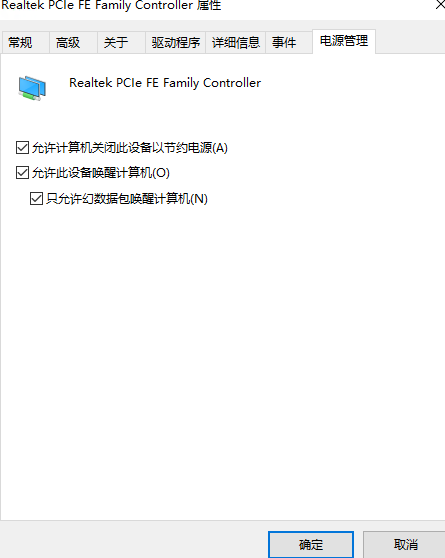 Realtek PCIe FE Family Controller 属性
常规 高级 关于 驱动程序 详细信息 事件 电源管理
Realtek PCIe FE Family Controller
允许计算机关闭此设备以节约电源(A)
允许此设备唤醒计算机(O)
只允许幻数据包唤醒计算机(N)
确定 取消